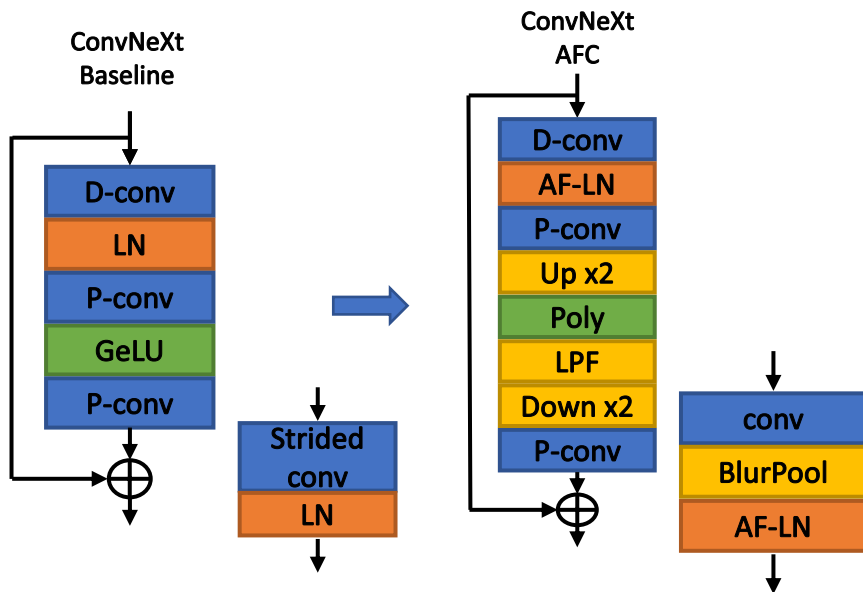 ConvNeXt
Baseline
D-conv
LN
P-conv
GeLU
P-conv
Strided
conv
LN
ConvNeXt
AFC
D-conv
AF-LN
P-conv
Up x2
Poly
LPF
Down x2
P-conv
conv
BlurPool
AF-LN